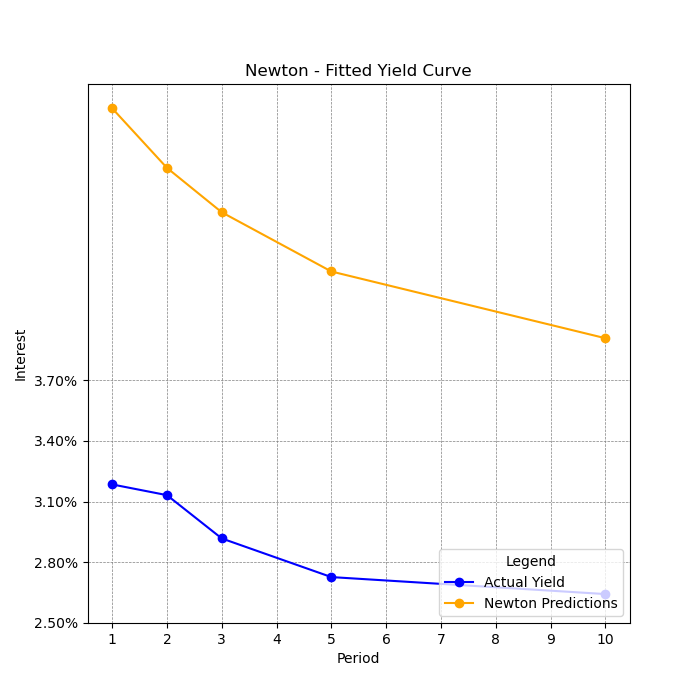 Newton - Fitted Yield Curve
Interest
3.70%
3.40%
3.10%
2.80%
2.50%
Legend
Actual Yield
Newton Predictions
1 2 3 4 5 6 7 8 9 10
Period